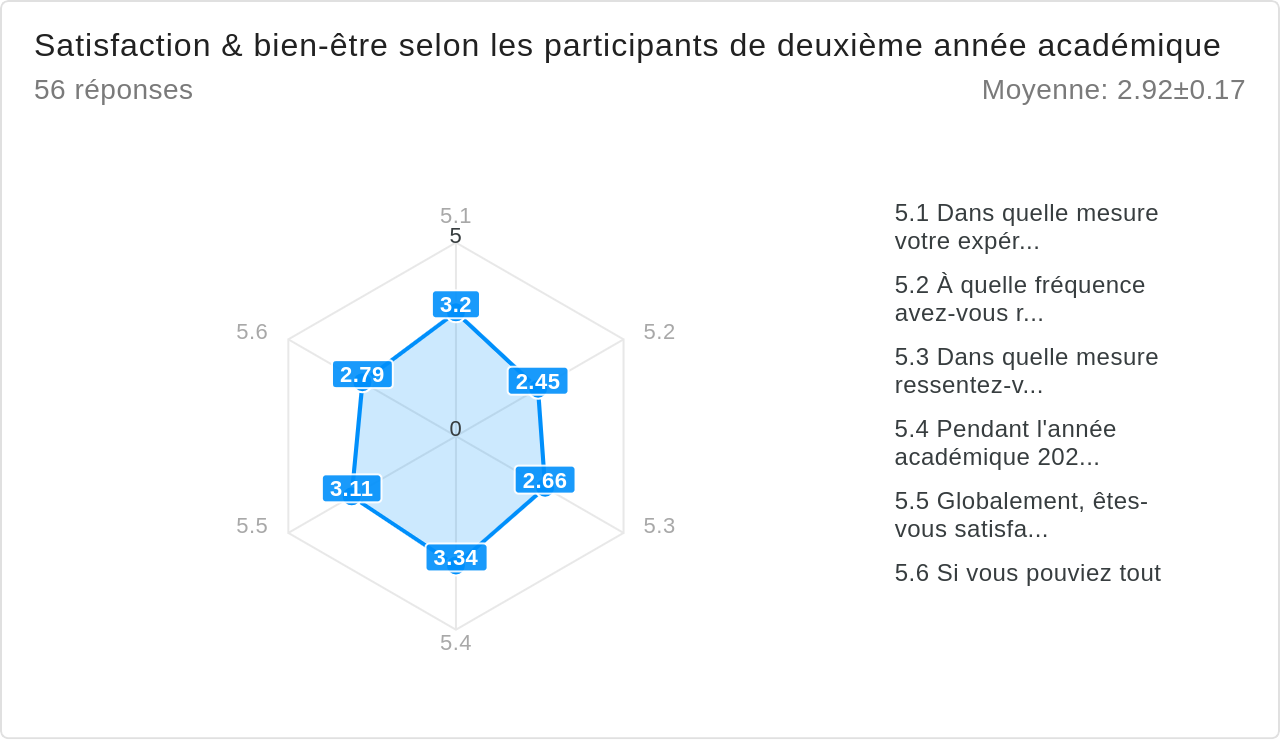 Satisfaction & bien-être selon les participants de deuxième année académique
56 réponses
Moyenne: 2.92±0.17
5.1
5
3.2
5.6
5.2
2.79
2.45
0
3.11
2.66
5.5
5.3
3.34
5.4
5.1 Dans quelle mesure
votre expér...
5.2 À quelle fréquence
avez-vous r...
5.3 Dans quelle mesure
ressentez-v...
5.4 Pendant l'année
académique 202...
5.5 Globalement, êtes-
vous satisfa...
5.6 Si vous pouviez tout